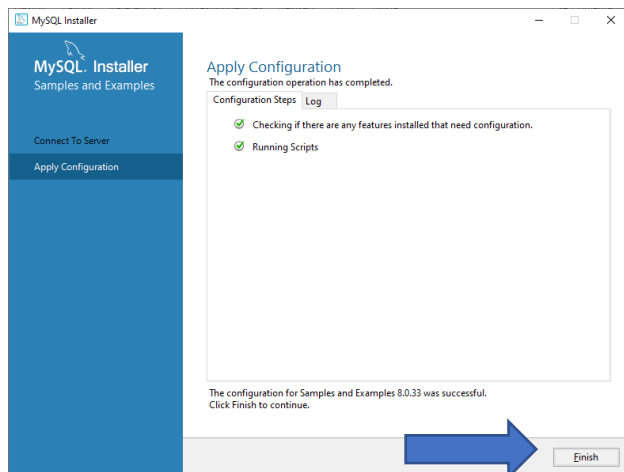 MySQL Installer
MySQL. Installer
Samples and Examples
Connect To Server
Apply Configuration
Apply Configuration
The configuration operation has completed.
Configuration Steps Log
Checking if there are any features installed that need configuration.
Running Scripts
The configuration for Samples and Examples 8.0.33 was successful.
Click Finish to continue.
Finish